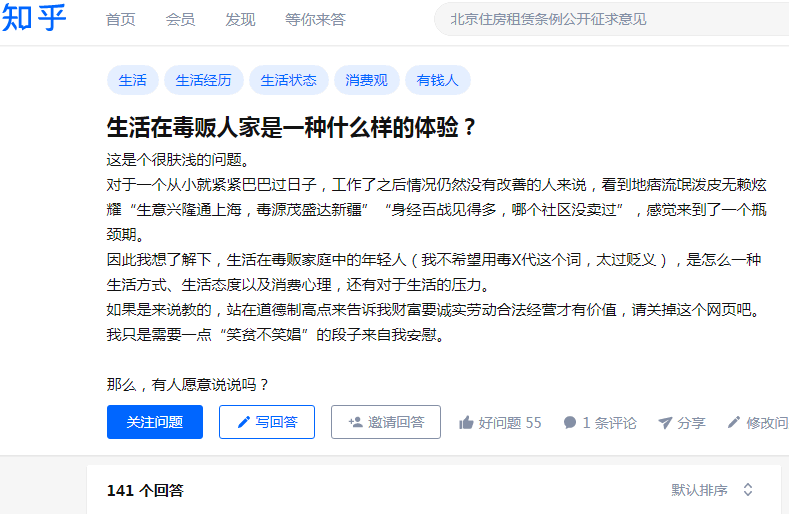 知乎 首页 会员 发现 等你来答 北京住房租赁条例公开征求意见
生活 生活经历 生活状态 消费观 有钱人
生活在毒贩人家是一种什么样的体验？
这是个很肤浅的问题。
对于一个从小就紧紧巴巴过日子，工作了之后情况仍然没有改善的人来说，看到地痞流氓泼皮无赖炫
耀“生意兴隆通上海，毒源茂盛达新疆”“身经百战见得多，哪个社区没卖过”，感觉来到了一个瓶
颈期。
因此我想了解下，生活在毒贩家庭中的年轻人（我不希望用毒X代这个词，太过贬义），是怎么一种
生活方式、生活态度以及消费心理，还有对于生活的压力。
如果是来说教的，站在道德制高点来告诉我财富要诚实劳动合法经营才有价值，请关掉这个网页吧。
我只是需要一点“笑贫不笑娼”的段子来自我安慰。
那么，有人愿意说说吗？
关注问题 写回答 邀请回答 好问题 55 1 条评论 分享 修改问
141 个回答 默认排序